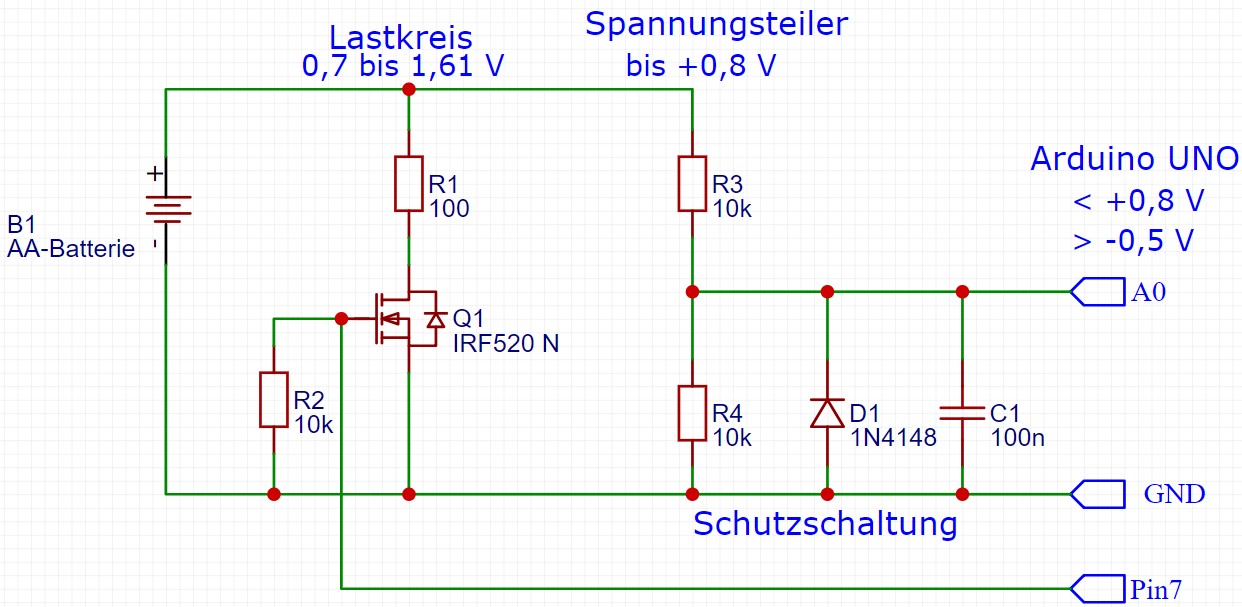 Lastkreis
0,7 bis 1,61 V
Spannungsteiler
bis +0,8 V
Arduino UNO
< +0,8 V
> -0,5 V
+
B1
AA-Batterie
-
R1
100
R3
10k
A0
Q1
IRF520 N
R2
10k
R4
10k
D1
1N4148
C1
100n
GND
Schutzschaltung
Pin7